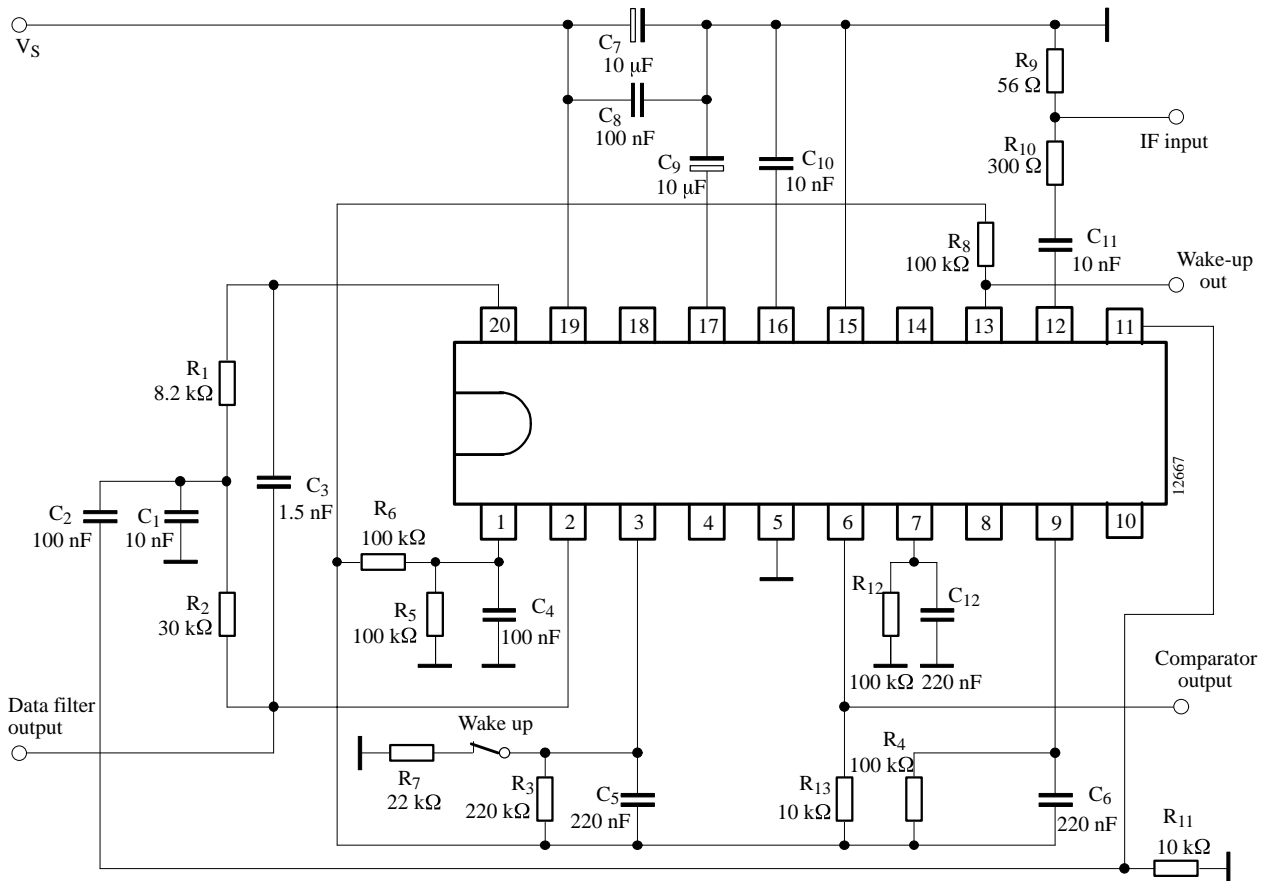 V_S
C_7
10 μF
C_8
100 nF
C_9
10 μF
C_10
10 nF
R_9
56 Ω
R_10
300 Ω
IF input
C_11
10 nF
R_8
100 kΩ
Wake-up
out
20 19 18 17 16 15 14 13 12 11
R_1
8.2 kΩ
12667
C_2
100 nF
C_1
10 nF
C_3
1.5 nF
1 2 3 4 5 6 7 8 9 10
R_6
100 kΩ
R_2
30 kΩ
R_5
100 kΩ
C_4
100 nF
R_12
100 kΩ
C_12
220 nF
Comparator
output
Data filter
output
Wake up
R_7
22 kΩ
R_3
220 kΩ
C_5
220 nF
R_13
10 kΩ
R_4
100 kΩ
C_6
220 nF
R_11
10 kΩ